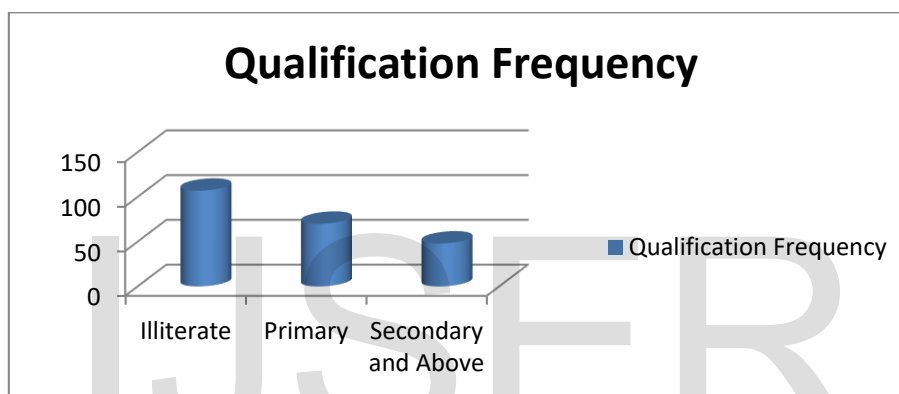 Qualification Frequency
150
100
50
0
Illiterate
Primary
Secondary
and Above
Qualification Frequency
IJSER